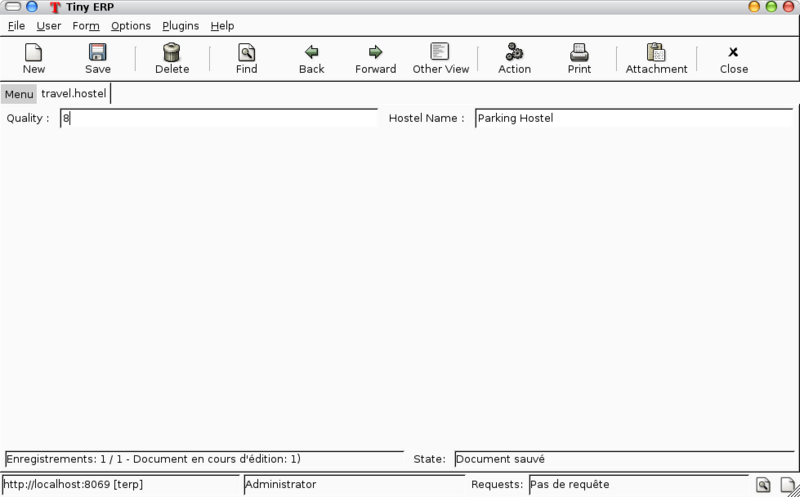 Tiny ERP
File User Form Options Plugins Help
New Save Delete Find Back Forward Other View Action Print Attachment Close
Menu travel.hostel
Quality : 8 Hostel Name : Parking Hostel
Enregistrements: 1 / 1 - Document en cours d'édition: 1) State: Document sauvé
http://localhost:8069 [terp] Administrator Requests: Pas de requête